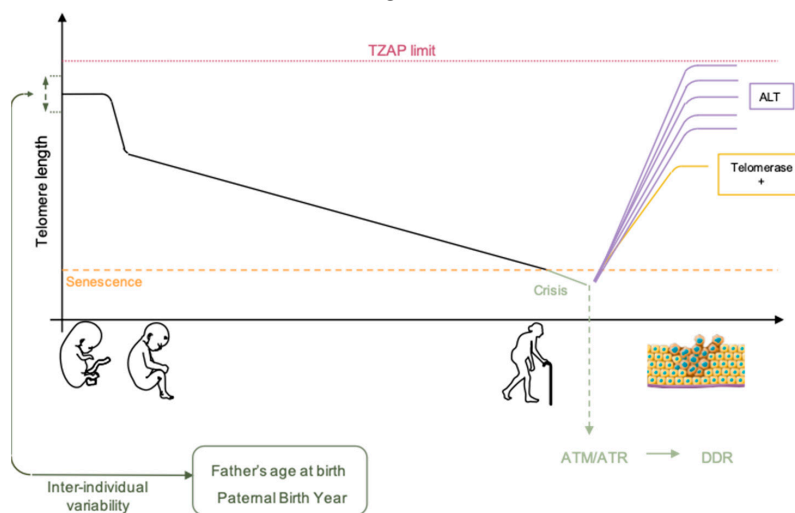 TZAP limit
ALT
Telomerase
+
Telomere length
Senescence
Crisis
ATM/ATR
DDR
Father's age at birth
Paternal Birth Year
Inter-individual
variability